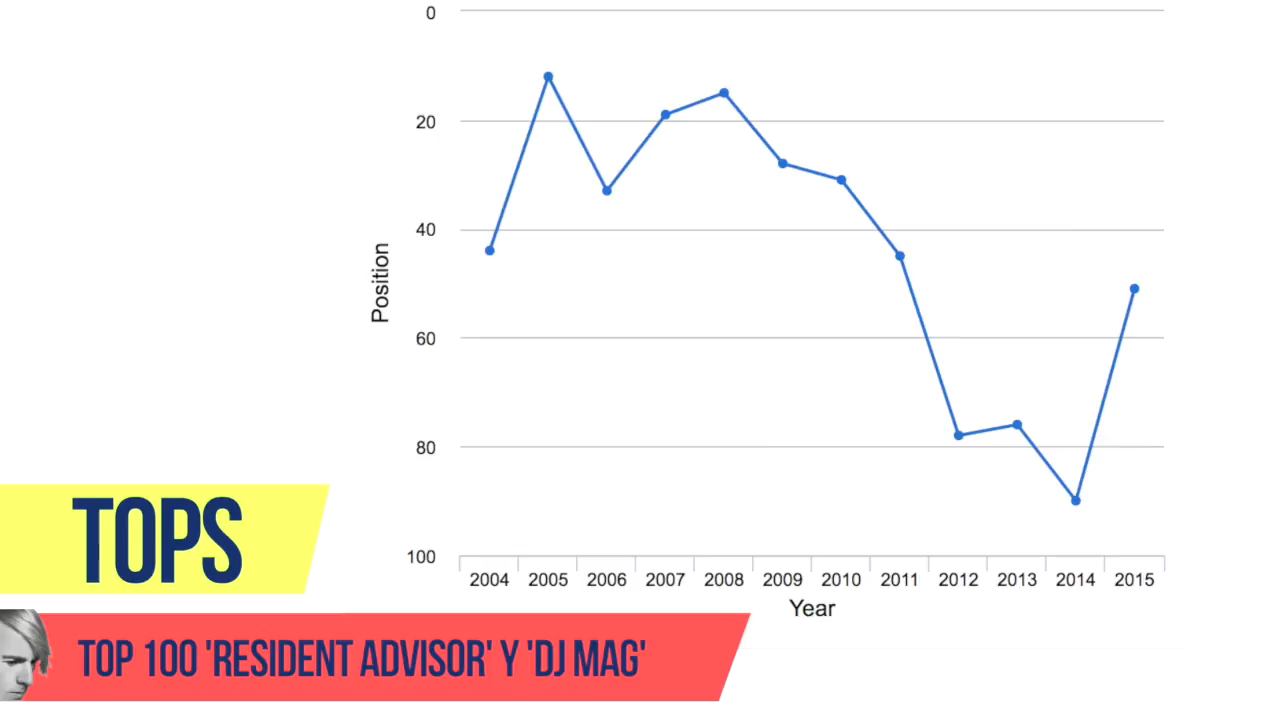 0
20
40
60
80
100
Position
2004 2005 2006 2007 2008 2009 2010 2011 2012 2013 2014 2015
Year
TOPS
TOP 100 'RESIDENT ADVISOR' Y 'DJ MAG'